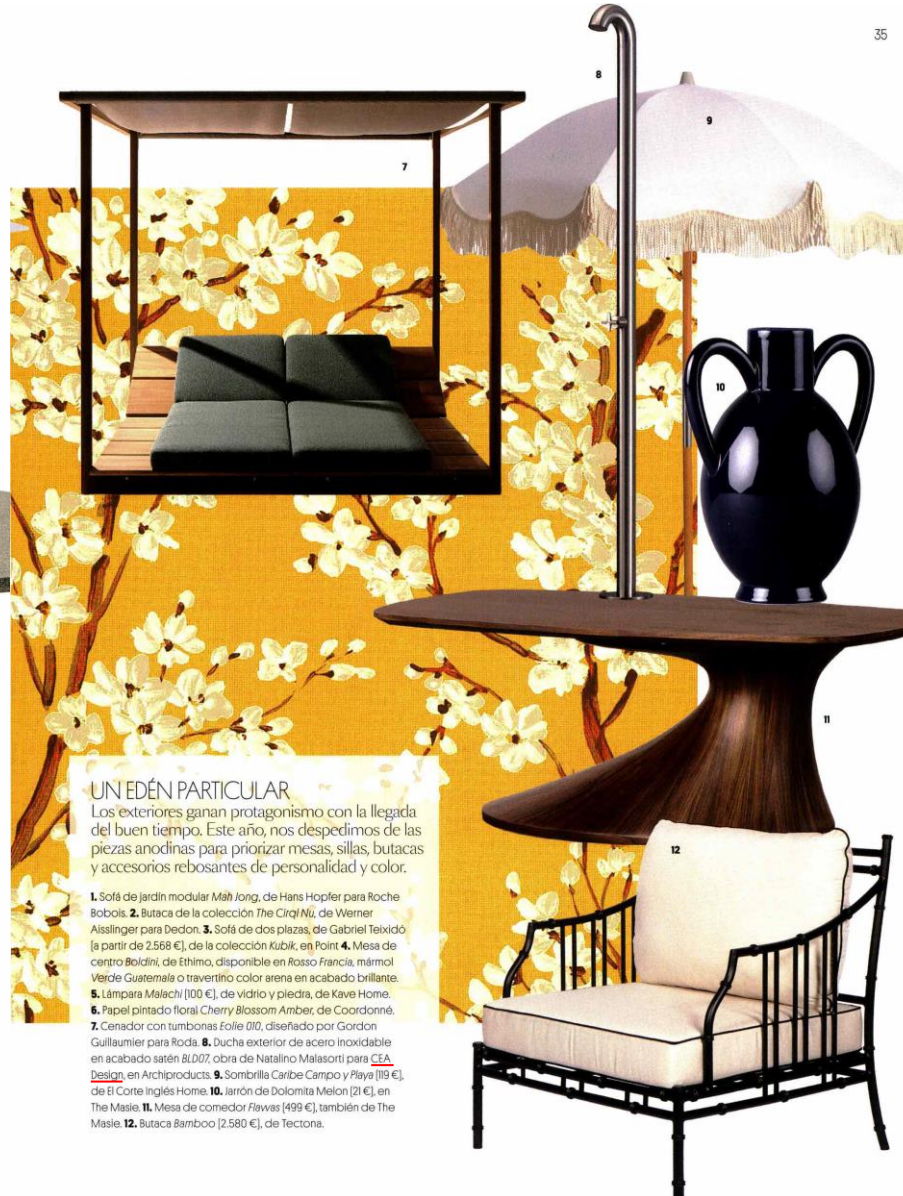 35
8
9
7
10
11
12
UN EDÉN PARTICULAR
Los exteriores ganan protagonismo con la llegada
del buen tiempo. Este año, nos despedimos de las
piezas anodinas para priorizar mesas, sillas, butacas
y accesorios rebosantes de personalidad y color.
1. Sofá de jardín modular Mah Jong, de Hans Hopfer para Roche
Bobois. 2. Butaca de la colección The Cirql Nü, de Werner
Aisslinger para Dedon. 3. Sofá de dos plazas, de Gabriel Teixidó
(a partir de 2.568 €), de la colección Kubik, en Point 4. Mesa de
centro Boldini, de Ethimo, disponible en Rosso Francia, mármol
Verde Guatemala o travertino color arena en acabado brillante.
5. Lámpara Malachi (100 €), de vidrio y piedra, de Kave Home.
6. Papel pintado floral Cherry Blossom Amber, de Coordonné.
7. Cenador con tumbonas Eolie 010, diseñado por Gordon
Guillaumier para Roda. 8. Ducha exterior de acero inoxidable
en acabado satén BLD07, obra de Natalino Malasorti para CEA
Design, en Archiproducts. 9. Sombrilla Caribe Campo y Playa (119 €),
de El Corte Inglés Home. 10. Jarrón de Dolomita Melon (21 €), en
The Masie. 11. Mesa de comedor Flavvas (499 €), también de The
Masie. 12. Butaca Bamboo (2.580 €), de Tectona.